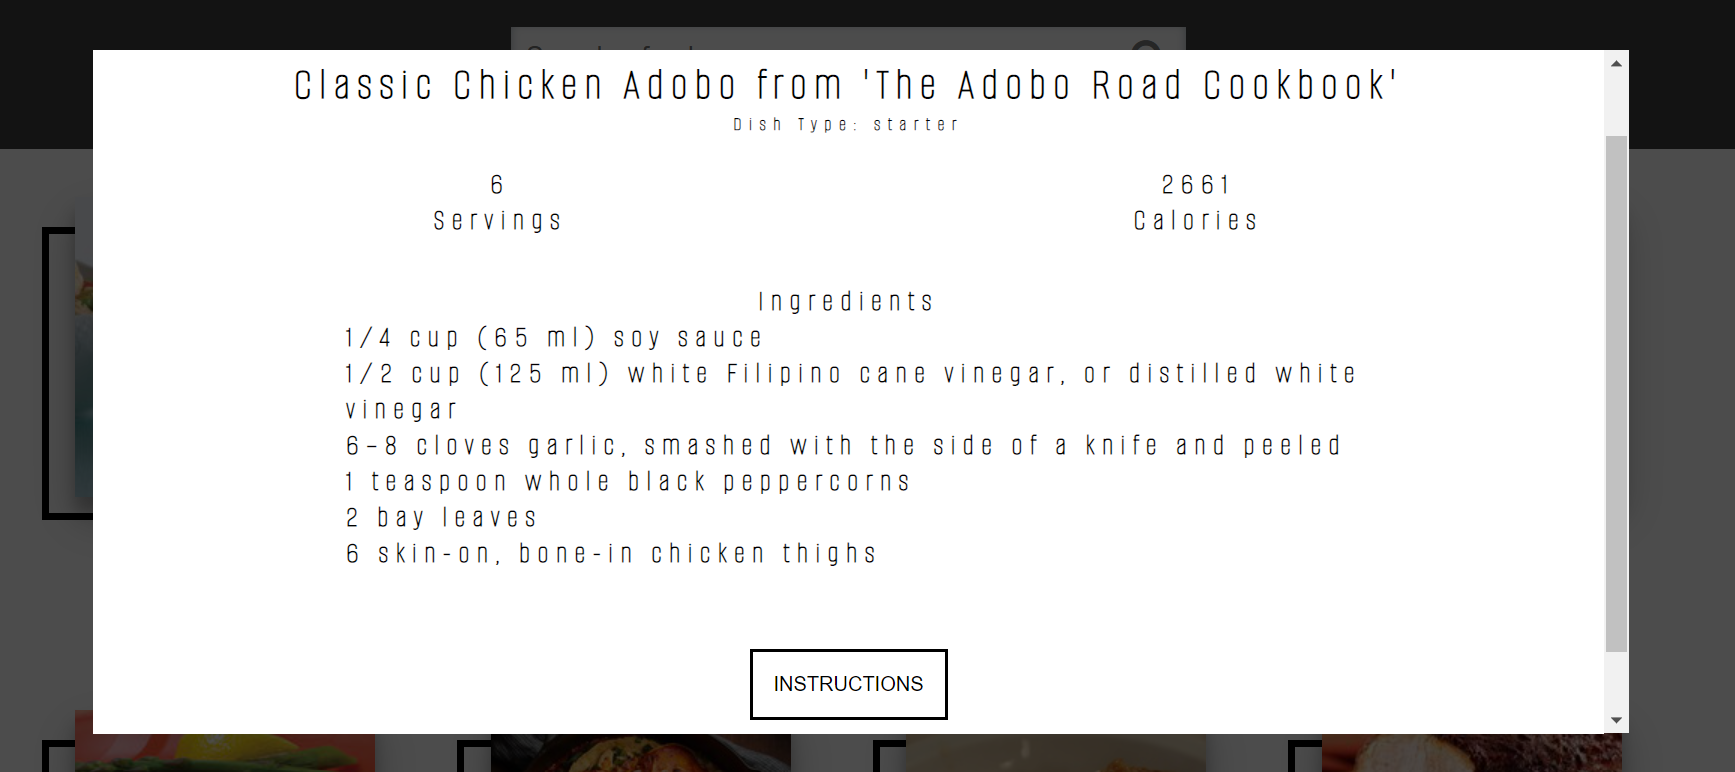 Classic Chicken Adobo from 'The Adobo Road Cookbook'
Dish Type: starter
6
Servings
2661
Calories
Ingredients
1/4 cup (65 ml) soy sauce
1/2 cup (125 ml) white Filipino cane vinegar, or distilled white
vinegar
6–8 cloves garlic, smashed with the side of a knife and peeled
1 teaspoon whole black peppercorns
2 bay leaves
6 skin-on, bone-in chicken thighs
INSTRUCTIONS